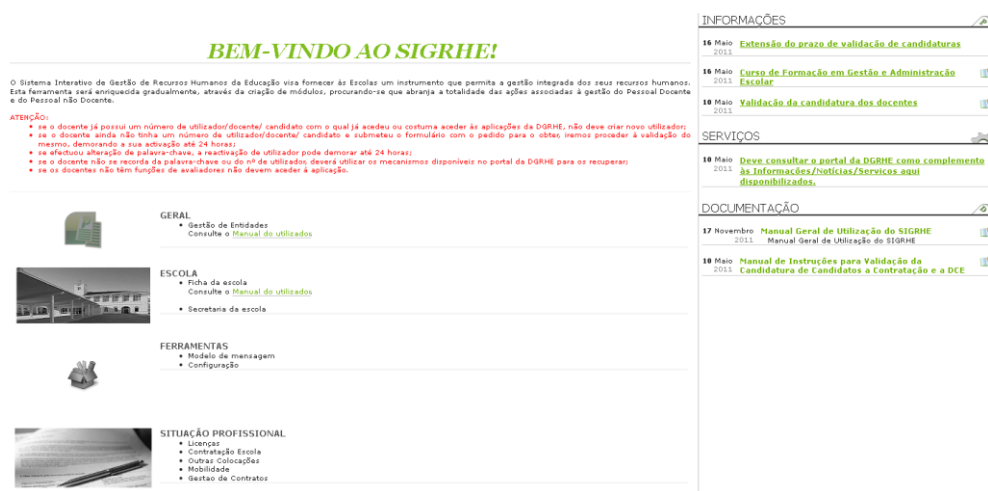 BEM-VINDO AO SIGRHE!
O Sistema Interativo de Gestão de Recursos Humanos da Educação visa fornecer às Escolas um instrumento que permita a gestão integrada dos seus recursos humanos.
Esta ferramenta será enriquecida gradualmente, através da criação de módulos, procurando-se que abranja a totalidade das ações associadas á gestão do Pessoal Docente
e do Pessoal não Docente.
ATENÇÃO:
• se o docente já possui um número de utilizador/docente/ candidato com o qual já acedeu ou costuma aceder às aplicações da DGRHE, não deve criar novo utilizador;
• se o docente ainda não tinha um número de utilizador/docente/ candidato e submeteu o formulário com o pedido para o obter, iremos proceder à validação do
mesmo, demorando a sua activação até 24 horas;
• se efectuou alteração de palavra-chave, a reactivação de utilizador pode demorar até 24 horas;
• se o docente não se recorda da palavra-chave ou do nº de utilizador, deverá utilizar os mecanismos disponíveis no portal da DGRHE para os recuperar;
• se os docentes não têm funções de avaliadores não devem aceder á aplicação.
GERAL
• Gestão de Entidades
Consulte o Manual do utilizados
ESCOLA
• Ficha da escola
Consulte o Manual do utilizados
• Secretaria da escola
FERRAMENTAS
• Modelo de mensagem
• Configuração
SITUAÇÃO PROFISSIONAL
• Licenças
• Contratação Escola
• Outras Colocações
• Mobilidade
• Gestao de Contratos
INFORMAÇÕES
16 Maio Extensão do prazo de validação de candidaturas
2011
16 Maio Curso de Formação em Gestão e Administração
2011 Escolar
10 Maio Validação da candidatura dos docentes
2011
SERVIÇOS
10 Maio Deve consultar o portal da DGRHE como complemento
2011 às Informações/Notícias/Serviços aqui
disponibilizados.
DOCUMENTAÇÃO
17 Novembro Manual Geral de Utilização do SIGRHE
2011 Manual Geral de Utilização do SIGRHE
10 Maio Manual de Instruções para Validação da
2011 Candidatura de Candidatos a Contratação e a DCE